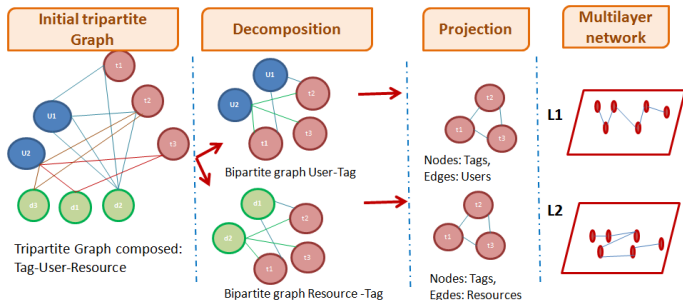 Initial tripartite
Graph
Decomposition
Projection
Multilayer
network
t1
t2
U1
t3
U2
d3
d1
d2
Tripartite Graph composed:
Tag-User-Resource
U1
U2
t2
t3
t1
Bipartite graph User-Tag
d1
d2
t2
t3
t1
Bipartite graph Resource -Tag
t2
t1
t3
Nodes: Tags,
Edges: Users
t2
t1
t3
Nodes: Tags,
Egdes: Resources
L1
L2